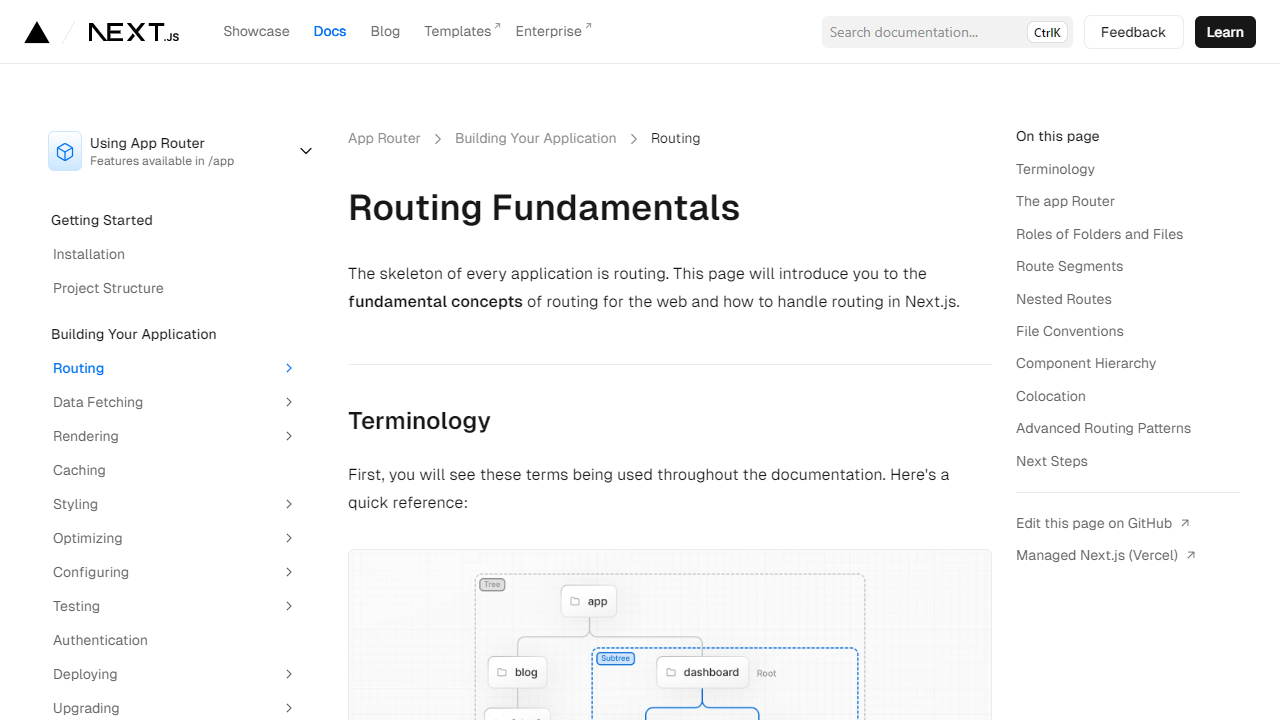 NEXT.JS
Showcase
Docs
Blog
Templates
Enterprise
Search documentation...
CtrlK
Feedback
Learn
Using App Router
Features available in /app
Getting Started
Installation
Project Structure
Building Your Application
Routing
Data Fetching
Rendering
Caching
Styling
Optimizing
Configuring
Testing
Authentication
Deploying
Upgrading
App Router
Building Your Application
Routing
Routing Fundamentals
The skeleton of every application is routing. This page will introduce you to the
fundamental concepts of routing for the web and how to handle routing in Next.js.
Terminology
First, you will see these terms being used throughout the documentation. Here's a
quick reference:
Tree
app
Subtree
blog
dashboard
Root
On this page
Terminology
The app Router
Roles of Folders and Files
Route Segments
Nested Routes
File Conventions
Component Hierarchy
Colocation
Advanced Routing Patterns
Next Steps
Edit this page on GitHub
Managed Next.js (Vercel)